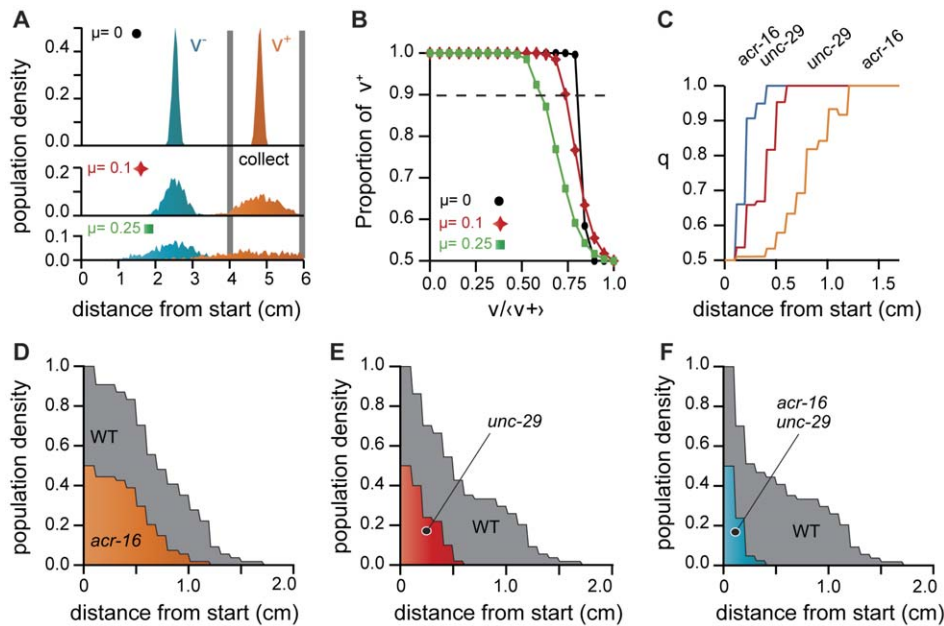 A
population density
0.4
0.2
0.0
0.1
0.0
0.1
0.0
μ= 0
V-
V+
collect
μ= 0.1
μ= 0.25
0 1 2 3 4 5 6
distance from start (cm)
B
Proportion of v+
1.0
0.9
0.8
0.7
0.6
0.5
μ= 0
μ= 0.1
μ= 0.25
0.0 0.25 0.50 0.75 1.0
v/‹v+›
C
acr-16
unc-29
unc-29
acr-16
q
1.0
0.9
0.8
0.7
0.6
0.5
0 0.5 1.0 1.5
distance from start (cm)
D
population density
1.0
0.8
0.6
0.4
0.2
0.0
WT
acr-16
0 1.0 2.0
distance from start (cm)
E
population density
1.0
0.8
0.6
0.4
0.2
0.0
unc-29
WT
0 1.0 2.0
distance from start (cm)
F
population density
1.0
0.8
0.6
0.4
0.2
0.0
acr-16
unc-29
WT
0 1.0 2.0
distance from start (cm)